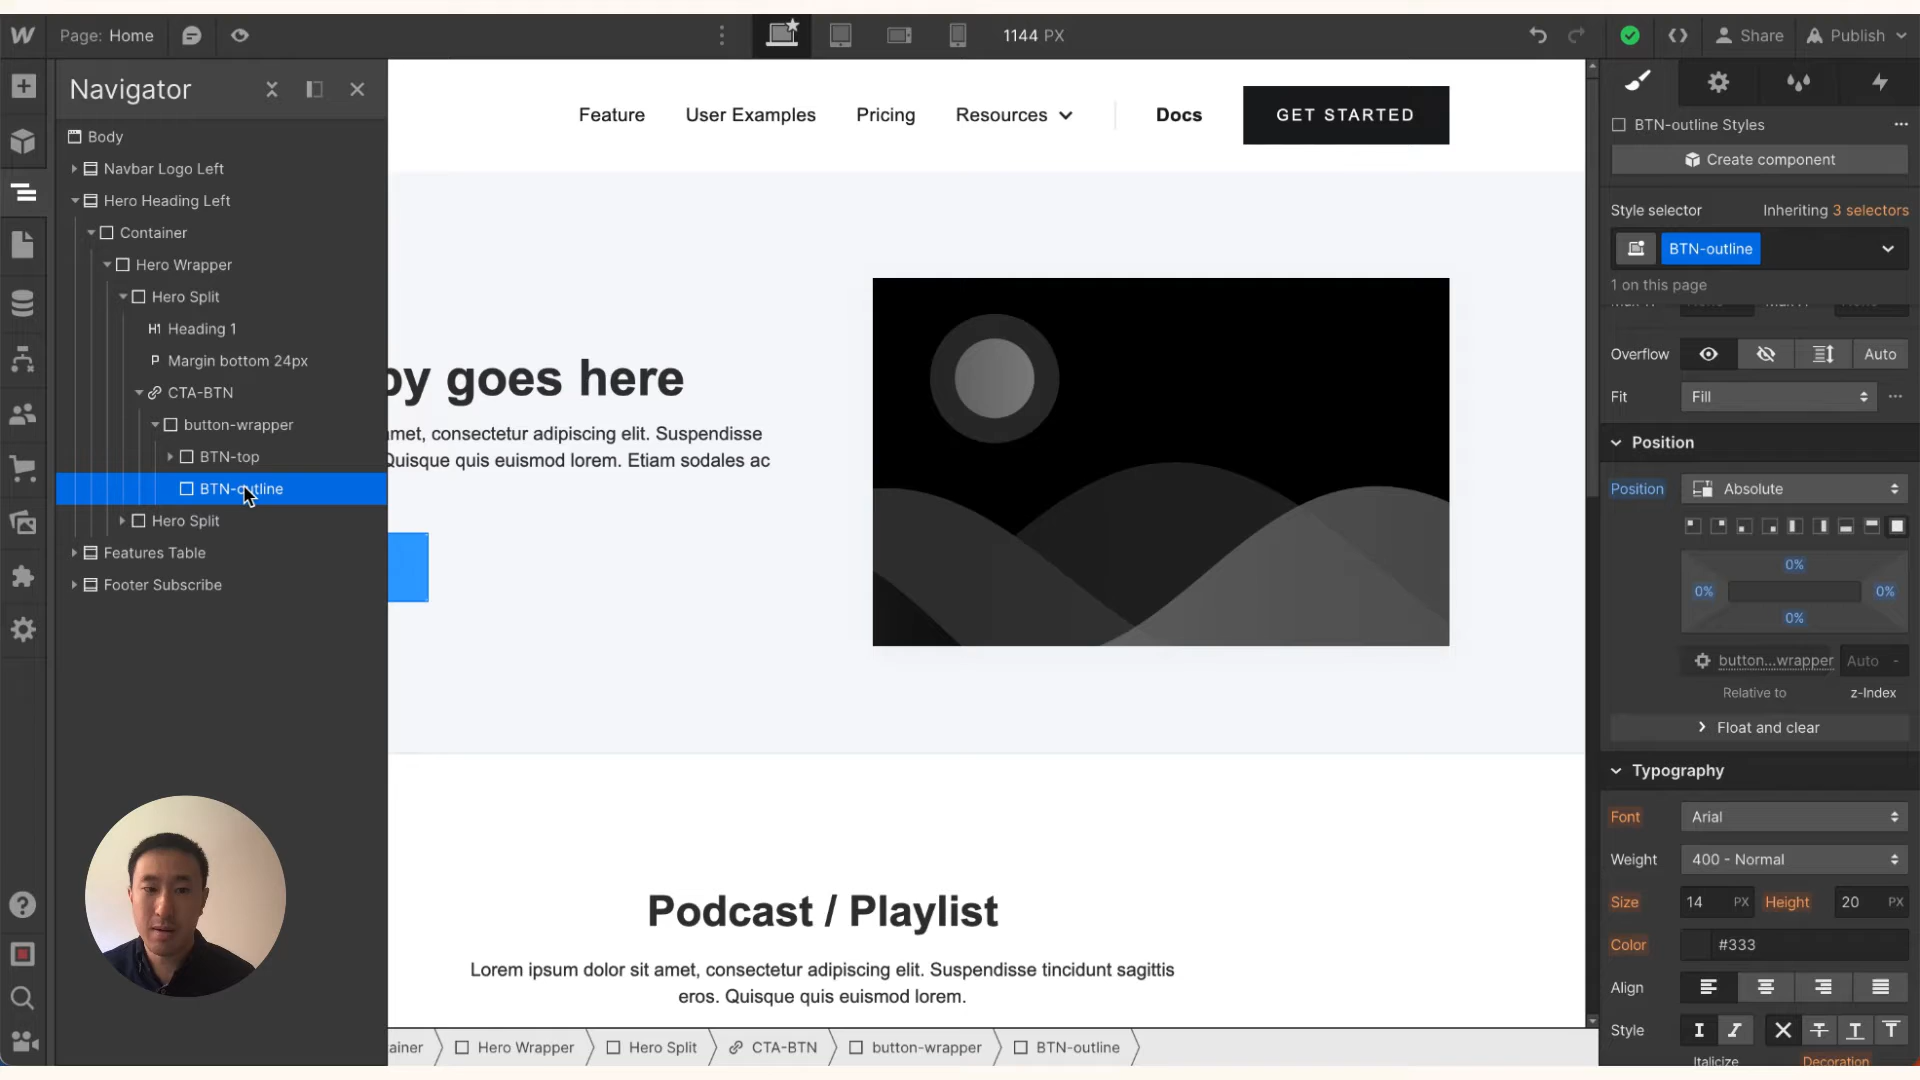 Page: Home
1144 PX
Share
Publish
Navigator
Body
Navbar Logo Left
Hero Heading Left
Container
Hero Wrapper
Hero Split
H1 Heading 1
P Margin bottom 24px
CTA-BTN
button-wrapper
BTN-top
BTN-outline
Hero Split
Features Table
Footer Subscribe
Feature
User Examples
Pricing
Resources
Docs
GET STARTED
py goes here
amet, consectetur adipiscing elit. Suspendisse
Quisque quis euismod lorem. Etiam sodales ac
Podcast / Playlist
Lorem ipsum dolor sit amet, consectetur adipiscing elit. Suspendisse tincidunt sagittis
eros. Quisque quis euismod lorem.
ainer
Hero Wrapper
Hero Split
CTA-BTN
button-wrapper
BTN-outline
BTN-outline Styles
Create component
Style selector
Inheriting 3 selectors
BTN-outline
1 on this page
Overflow
Auto
Fit
Fill
Position
Position
Absolute
0%
0%
0%
0%
button...wrapper
Auto -
Relative to
z-Index
Float and clear
Typography
Font
Arial
Weight
400 - Normal
Size
14 PX
Height
20 PX
Color
#333
Align
Style
Italicize
Decoration